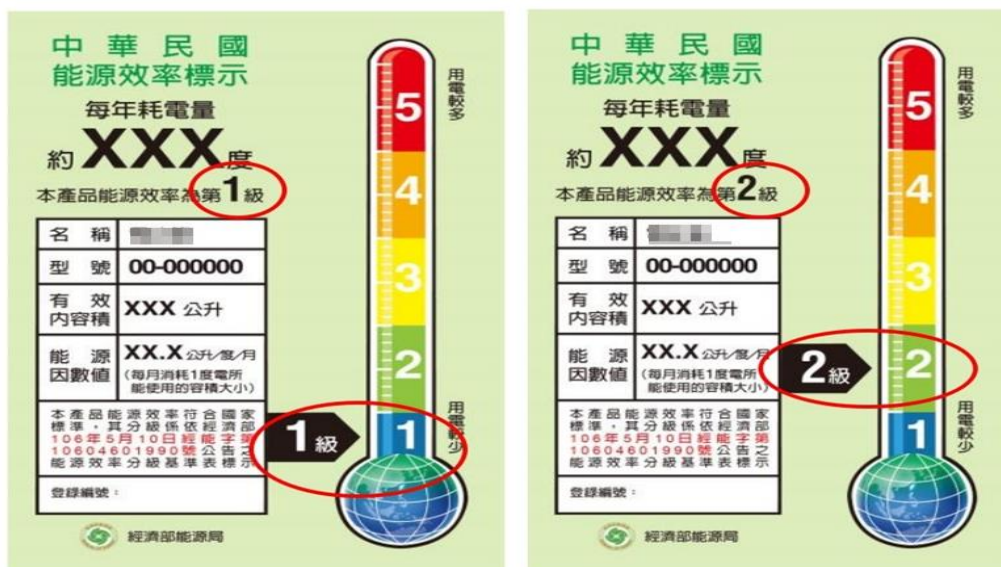 中華民國
能源效率標示
每年耗電量
約XXX度
本產品能源效率為第1級
名稱
型號 00-000000
有效內容積 XXX 公升
能源因數值 XX.X 公升/度/月
(每月消耗1度電所
能使用的容積大小)
本產品能源效率符合國家
標準，其分級係依經濟部
106年5月10日經能字第
10604601990號公告之
能源效率分級基準表標示
登錄編號：
經濟部能源局
用電較多
5
4
3
2
1
用電較少
1級
中華民國
能源效率標示
每年耗電量
約XXX度
本產品能源效率為第2級
名稱
型號 00-000000
有效內容積 XXX 公升
能源因數值 XX.X 公升/度/月
(每月消耗1度電所
能使用的容積大小)
本產品能源效率符合國家
標準，其分級係依經濟部
106年5月10日經能字第
10604601990號公告之
能源效率分級基準表標示
登錄編號：
經濟部能源局
用電較多
5
4
3
2
1
用電較少
2級